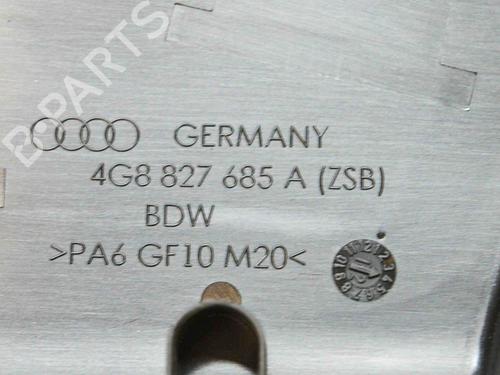 B-PARTS
GERMANY
4G8 827 685 A (ZSB)
BDW
>PA6 GF10 M20<